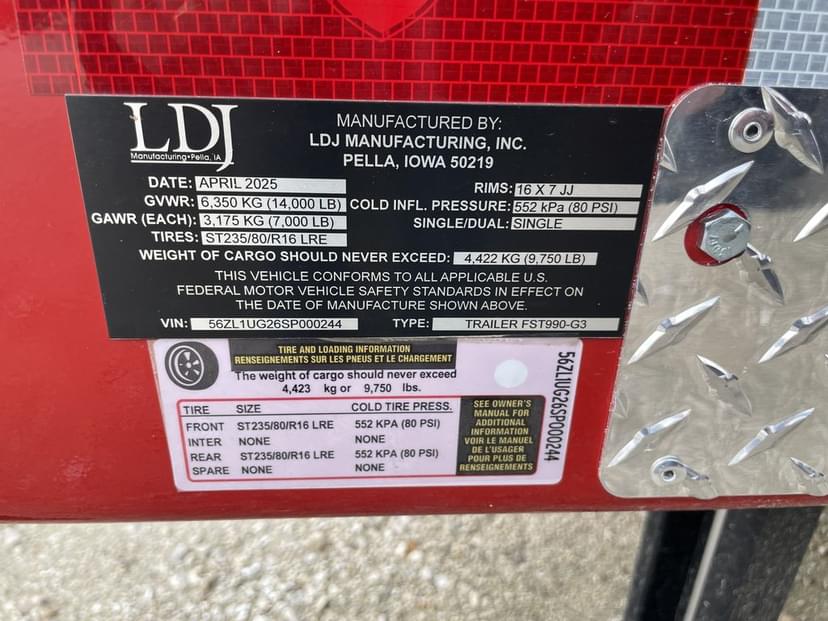 LDJ
Manufacturing•Pella, IA
MANUFACTURED BY:
LDJ MANUFACTURING, INC.
PELLA, IOWA 50219
DATE: APRIL 2025 RIMS: 16 X 7 JJ
GVWR: 6,350 KG (14,000 LB) COLD INFL. PRESSURE: 552 kPa (80 PSI)
GAWR (EACH): 3,175 KG (7,000 LB) SINGLE/DUAL: SINGLE
TIRES: ST235/80/R16 LRE
WEIGHT OF CARGO SHOULD NEVER EXCEED: 4,422 KG (9,750 LB)
THIS VEHICLE CONFORMS TO ALL APPLICABLE U.S.
FEDERAL MOTOR VEHICLE SAFETY STANDARDS IN EFFECT ON
THE DATE OF MANUFACTURE SHOWN ABOVE.
VIN: 56ZL1UG26SP000244 TYPE: TRAILER FST990-G3
TIRE AND LOADING INFORMATION
RENSEIGNEMENTS SUR LES PNEUS ET LE CHARGEMENT
The weight of cargo should never exceed
4,423 kg or 9,750 lbs.
TIRE SIZE COLD TIRE PRESS.
FRONT ST235/80/R16 LRE 552 KPA (80 PSI)
INTER NONE NONE
REAR ST235/80/R16 LRE 552 KPA (80 PSI)
SPARE NONE NONE
SEE OWNER'S
MANUAL FOR
ADDITIONAL
INFORMATION
VOIR LE MANUEL
DE L'USAGER
POUR PLUS DE
RENSEIGNEMENTS
56ZL1UG26SP000244